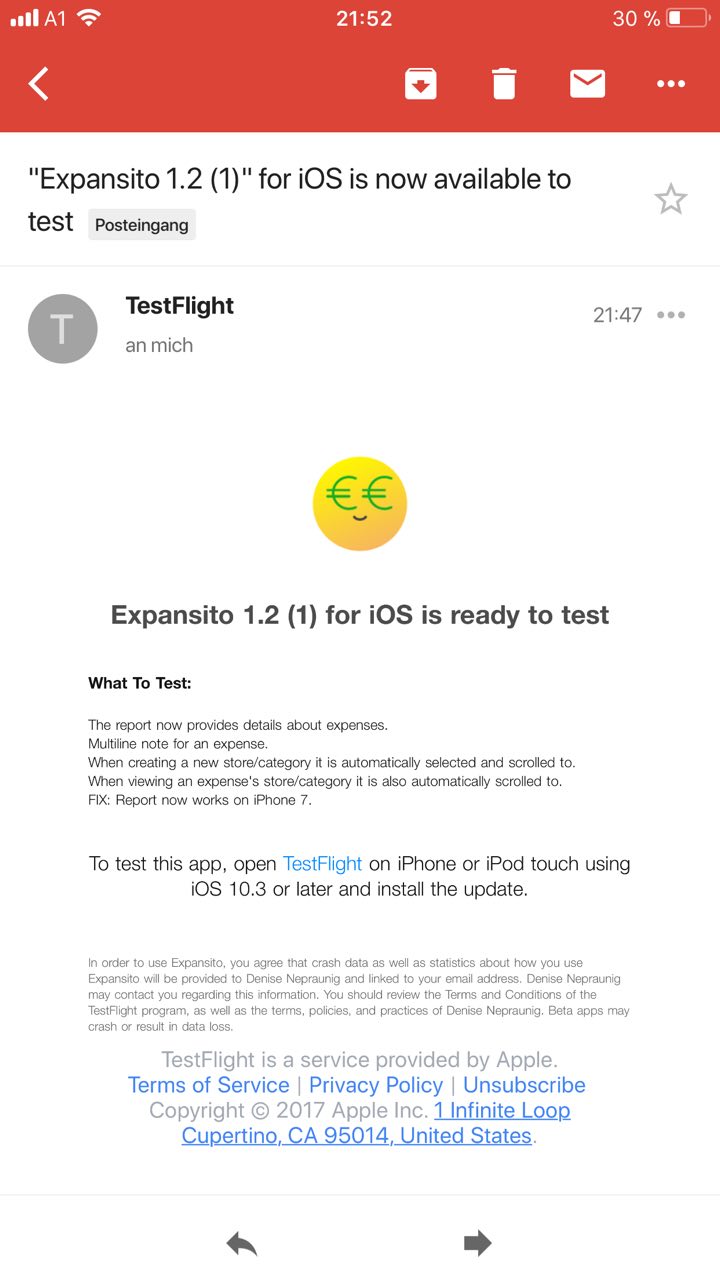 A1 21:52 30 %
"Expansito 1.2 (1)" for iOS is now available to
test Posteingang
T
TestFlight
21:47
an mich
€€
Expansito 1.2 (1) for iOS is ready to test
What To Test:
The report now provides details about expenses.
Multiline note for an expense.
When creating a new store/category it is automatically selected and scrolled to.
When viewing an expense's store/category it is also automatically scrolled to.
FIX: Report now works on iPhone 7.
To test this app, open TestFlight on iPhone or iPod touch using
iOS 10.3 or later and install the update.
In order to use Expansito, you agree that crash data as well as statistics about how you use
Expansito will be provided to Denise Nepraunig and linked to your email address. Denise Nepraunig
may contact you regarding this information. You should review the Terms and Conditions of the
TestFlight program, as well as the terms, policies, and practices of Denise Nepraunig. Beta apps may
crash or result in data loss.
TestFlight is a service provided by Apple.
Terms of Service | Privacy Policy | Unsubscribe
Copyright © 2017 Apple Inc. 1 Infinite Loop
Cupertino, CA 95014, United States.